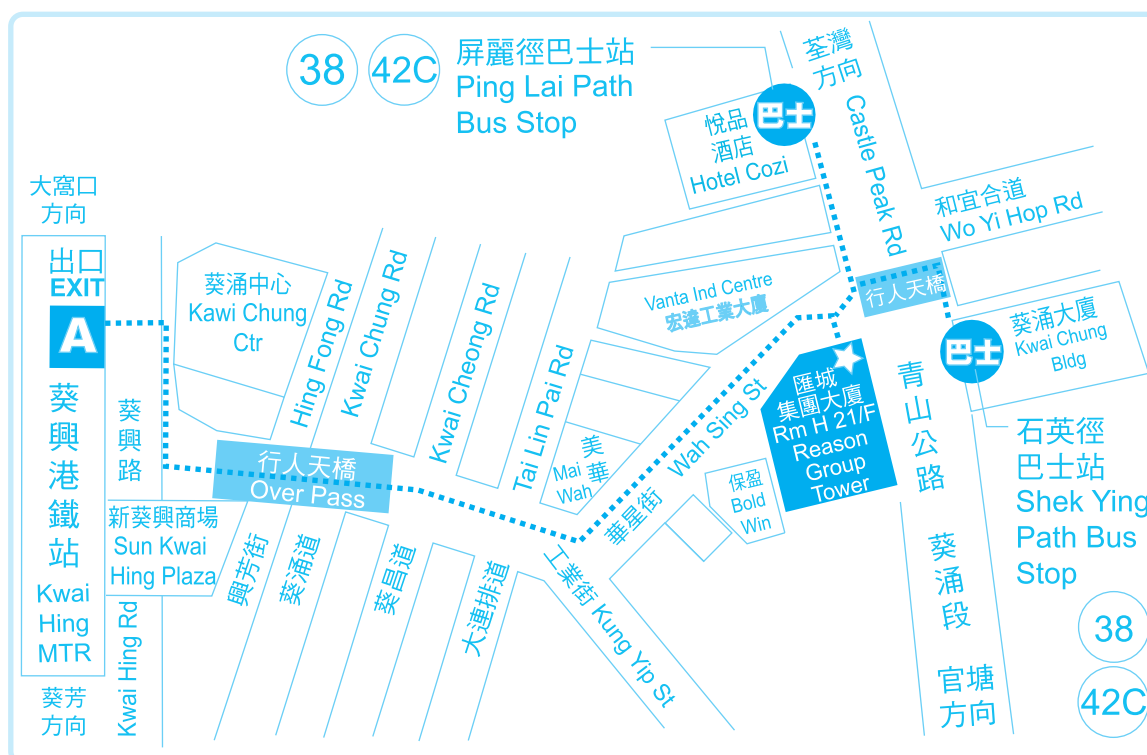 38
42C
屏麗徑巴士站
Ping Lai Path
Bus Stop
荃灣
方向
Castle Peak Rd
巴士
悅品
酒店
Hotel Cozi
和宜合道
Wo Yi Hop Rd
大窩口
方向
出口
EXIT
A
葵興港鐵站
Kwai
Hing
MTR
葵芳
方向
葵興路
Kwai Hing Rd
葵涌中心
Kawi Chung
Ctr
Hing Fong Rd
Kwai Chung Rd
Kwai Cheong Rd
Tai Lin Pai Rd
Vanta Ind Centre
宏達工業大廈
行人天橋
葵涌大廈
Kwai Chung
Bldg
巴士
匯城
集團大廈
Rm H 21/F
Reason
Group
Tower
青山公路
葵涌段
官塘
方向
石英徑
巴士站
Shek Ying
Path Bus
Stop
38
42C
行人天橋
Over Pass
美華
Mai
Wah
華星街 Wah Sing St
保盈
Bold
Win
新葵興商場
Sun Kwai
Hing Plaza
興芳街
葵涌道
葵昌道
大連排道
工業街 Kung Yip St